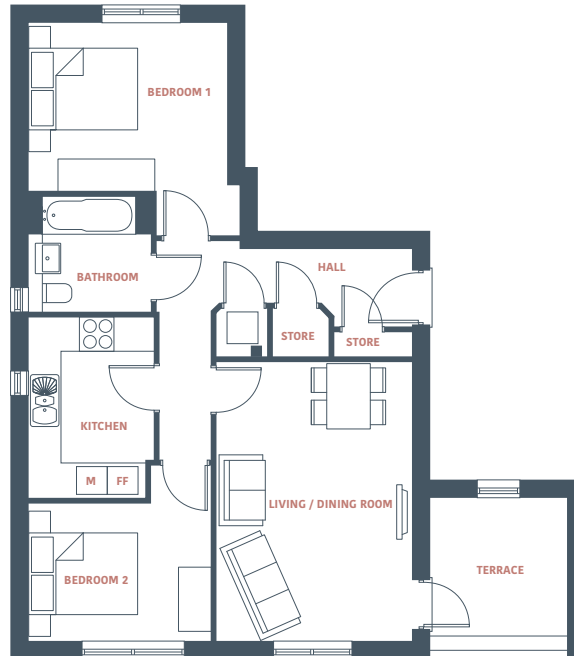 BEDROOM 1
HALL
BATHROOM
STORE
STORE
KITCHEN
M
FF
LIVING / DINING ROOM
TERRACE
BEDROOM 2